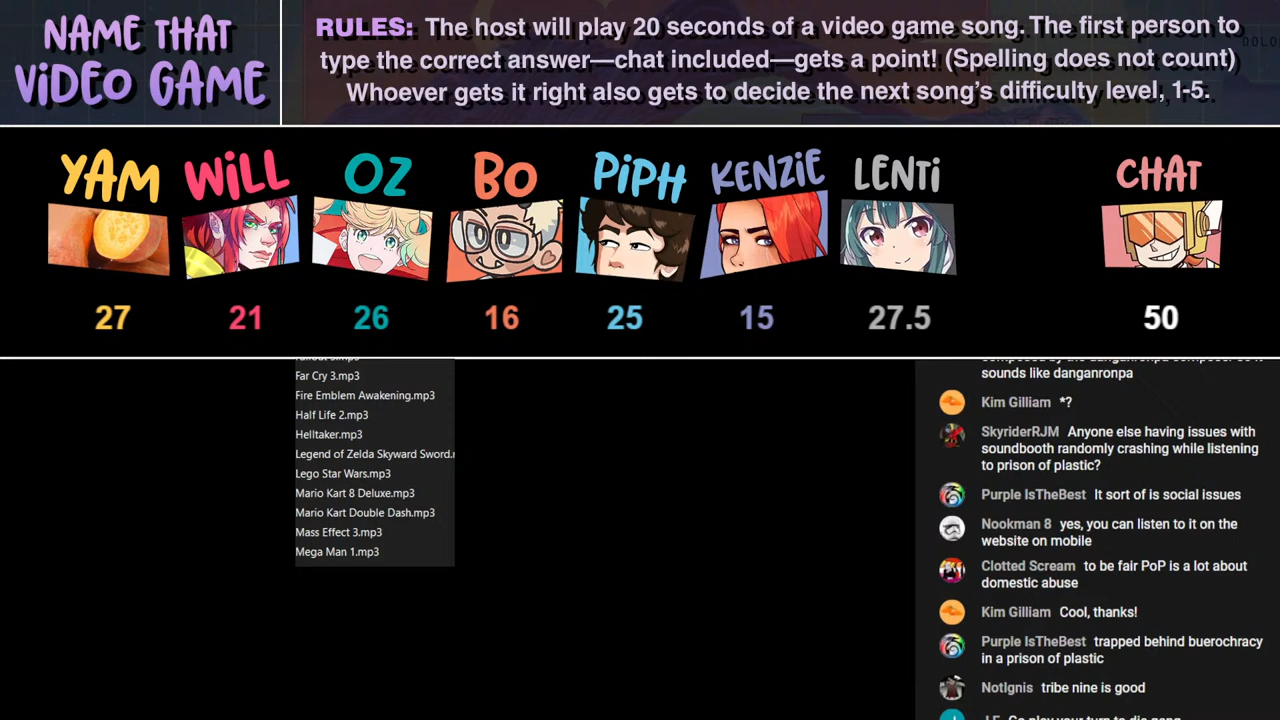 NAME THAT
ViDEO GAME
RULES: The host will play 20 seconds of a video game song. The first person to
type the correct answer—chat included—gets a point! (Spelling does not count)
Whoever gets it right also gets to decide the next song's difficulty level, 1-5.
YAM
WiLL
OZ
BO
PiPH
KENZiE
LENTi
CHAT
27
21
26
16
25
15
27.5
50
Far Cry 3.mp3
Fire Emblem Awakening.mp3
Half Life 2.mp3
Helltaker.mp3
Legend of Zelda Skyward Sword.
Lego Star Wars.mp3
Mario Kart 8 Deluxe.mp3
Mario Kart Double Dash.mp3
Mass Effect 3.mp3
Mega Man 1.mp3
sounds like danganronpa
Kim Gilliam *?
SkyriderRJM Anyone else having issues with
soundbooth randomly crashing while listening
to prison of plastic?
Purple IsTheBest It sort of is social issues
Nookman 8 yes, you can listen to it on the
website on mobile
Clotted Scream to be fair PoP is a lot about
domestic abuse
Kim Gilliam Cool, thanks!
Purple IsTheBest trapped behind buerochracy
in a prison of plastic
NotIgnis tribe nine is good